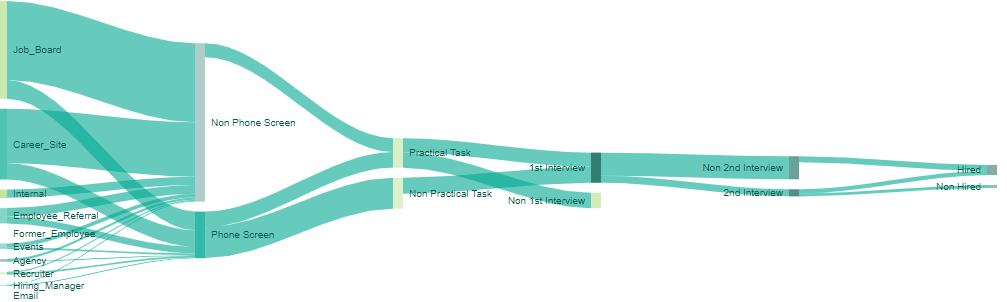 Job_Board
Career_Site
Internal
Employee_Referral
Former_Employee
Events
Agency
Recruiter
Hiring_Manager
Email
Non Phone Screen
Phone Screen
Practical Task
Non Practical Task
1st Interview
Non 1st Interview
Non 2nd Interview
2nd Interview
Hired
Non Hired